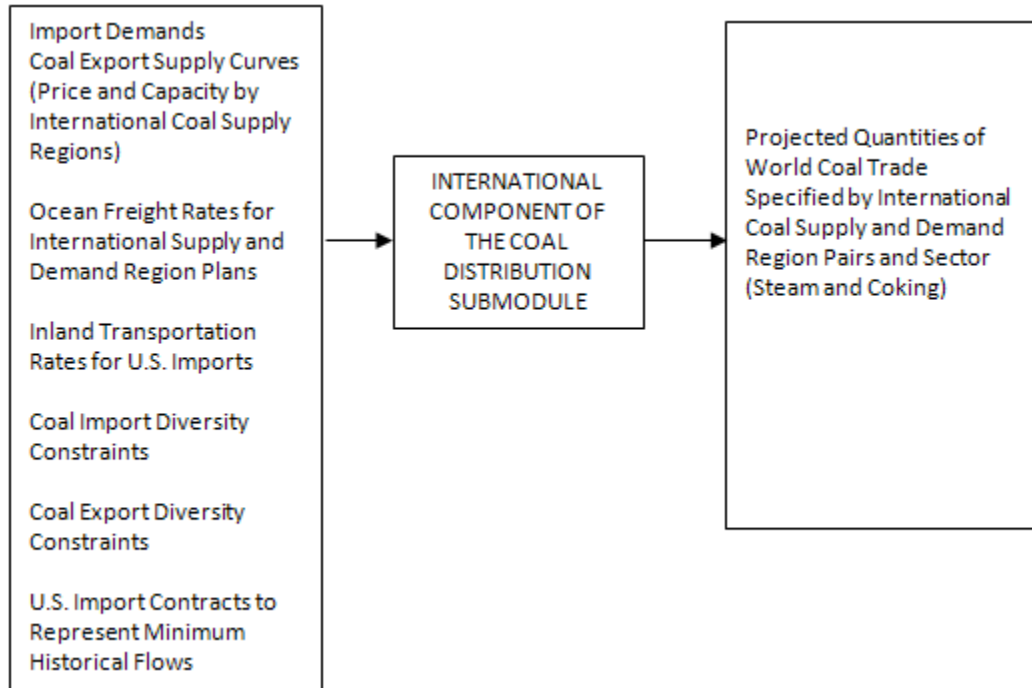 Import Demands
Coal Export Supply Curves
(Price and Capacity by
International Coal Supply
Regions)
Ocean Freight Rates for
International Supply and
Demand Region Plans
Inland Transportation
Rates for U.S. Imports
Coal Import Diversity
Constraints
Coal Export Diversity
Constraints
U.S. Import Contracts to
Represent Minimum
Historical Flows
INTERNATIONAL
COMPONENT OF
THE COAL
DISTRIBUTION
SUBMODULE
Projected Quantities of
World Coal Trade
Specified by International
Coal Supply and Demand
Region Pairs and Sector
(Steam and Coking)